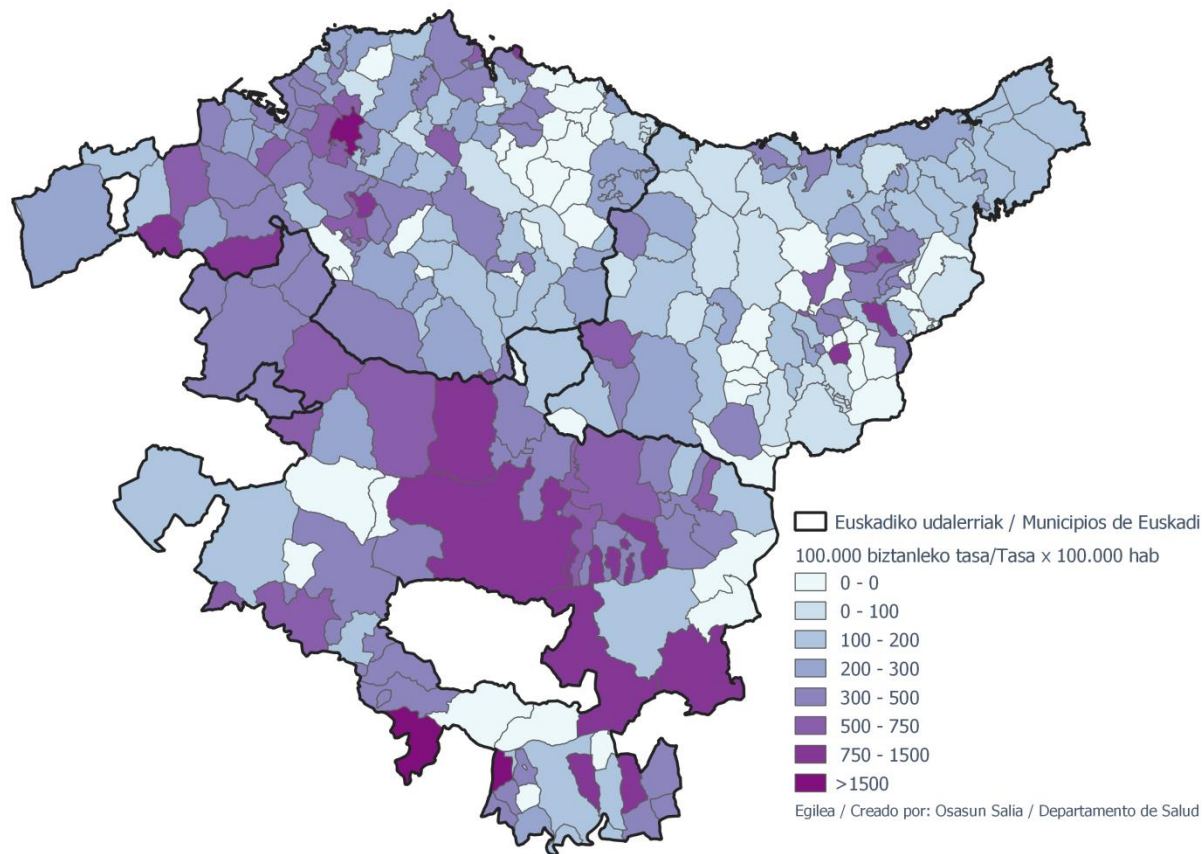 Euskadiko udalerriak / Municipios de Euskadi
100.000 biztanleko tasa/Tasa x 100.000 hab
0 - 0
0 - 100
100 - 200
200 - 300
300 - 500
500 - 750
750 - 1500
>1500
Egilea / Creado por: Osasun Salia / Departamento de Salud